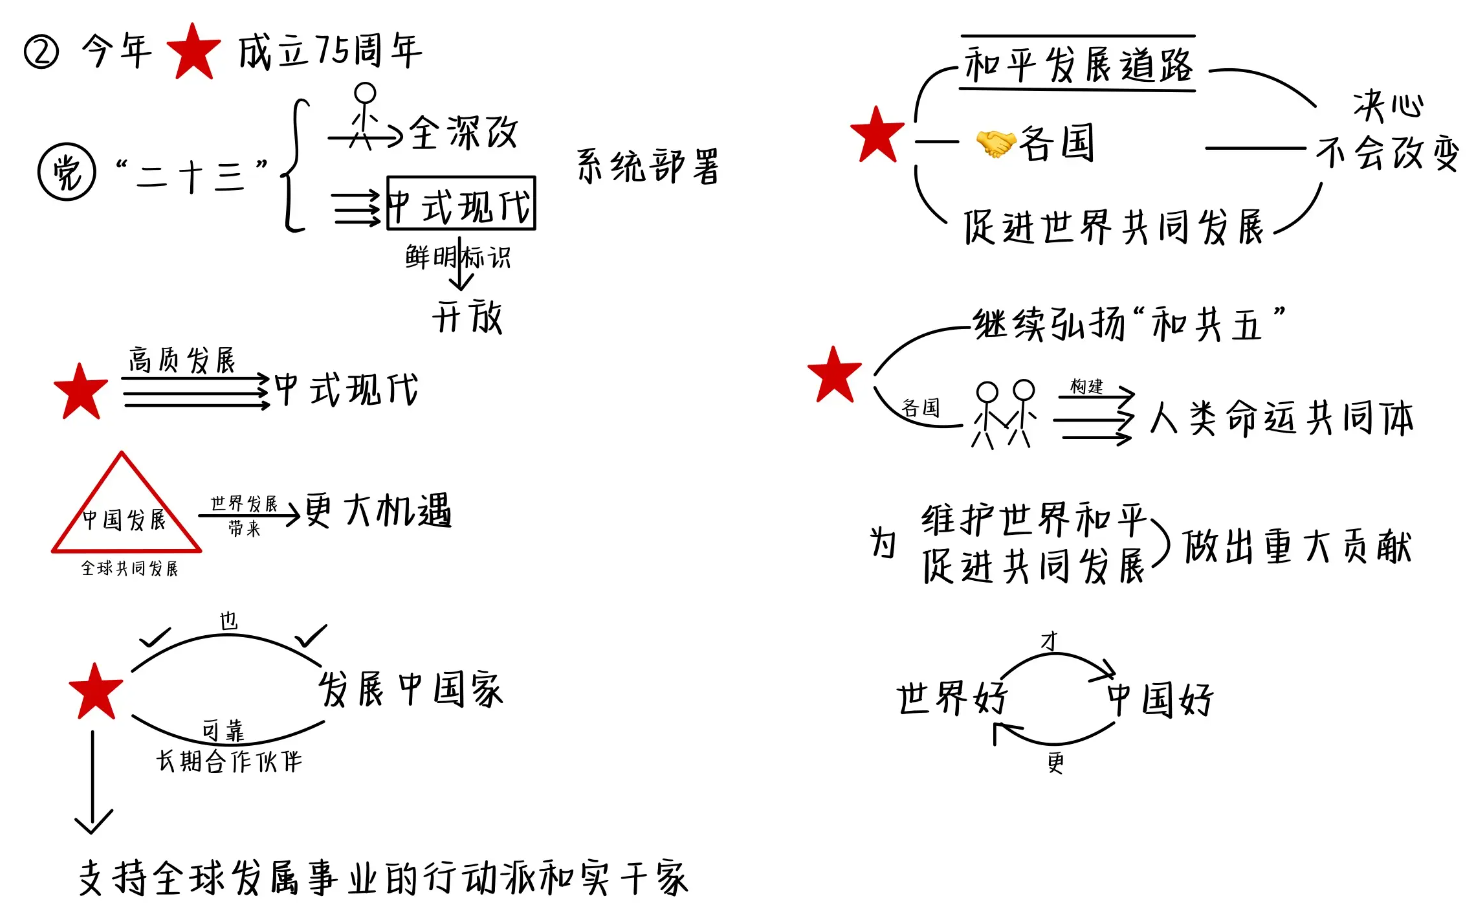 ② 今年 成立75周年
党 “二十三”
全深改
中式现代
系统部署
鲜明标识
开放
高质发展
中式现代
中国发展
全球共同发展
世界发展
带来
更大机遇
也
发展中国家
可靠
长期合作伙伴
支持全球发展事业的行动派和实干家
和平发展道路
各国
促进世界共同发展
决心
不会改变
继续弘扬“和共五”
各国
构建
人类命运共同体
为
维护世界和平
促进共同发展
做出重大贡献
才
世界好
中国好
更